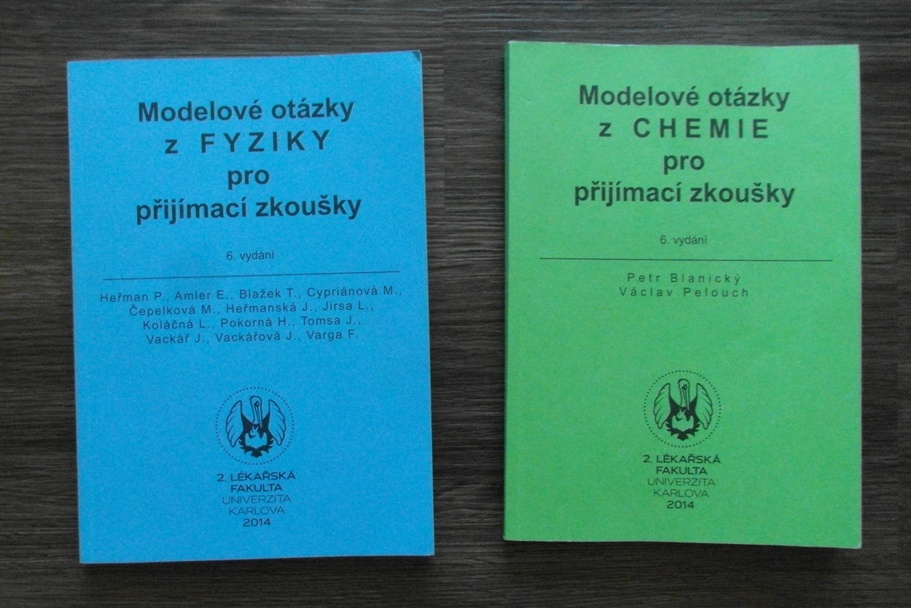 Modelové otázky
z FYZIKY
pro
přijímací zkoušky
6. vydání
Heřman P., Amler E., Blažek T., Cypriánová M.,
Čepelková M., Heřmanská J., Jirsa L.,
Koláčná L., Pokorná H., Tomsa J.,
Vackář J., Vackářová J., Varga F.
2. LÉKAŘSKÁ
FAKULTA
UNIVERZITA
KARLOVA
2014
Modelové otázky
z CHEMIE
pro
přijímací zkoušky
6. vydání
Petr Blanický
Václav Pelouch
2. LÉKAŘSKÁ
FAKULTA
UNIVERZITA
KARLOVA
2014